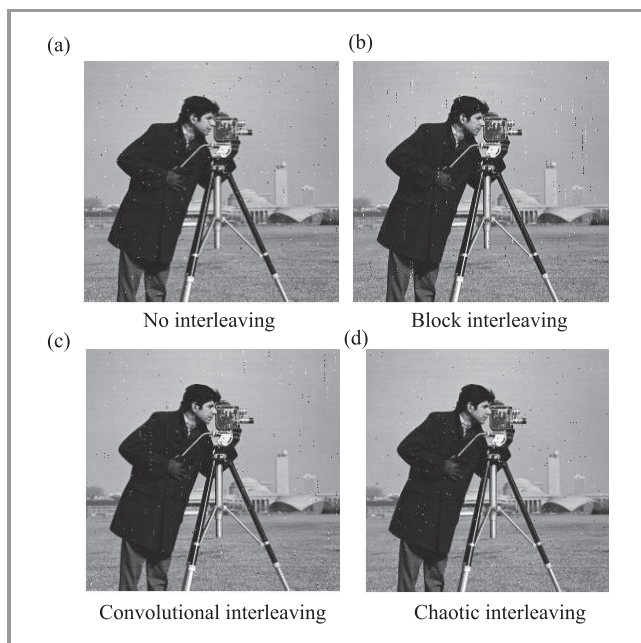 (a)
(b)
No interleaving
Block interleaving
(c)
(d)
Convolutional interleaving
Chaotic interleaving